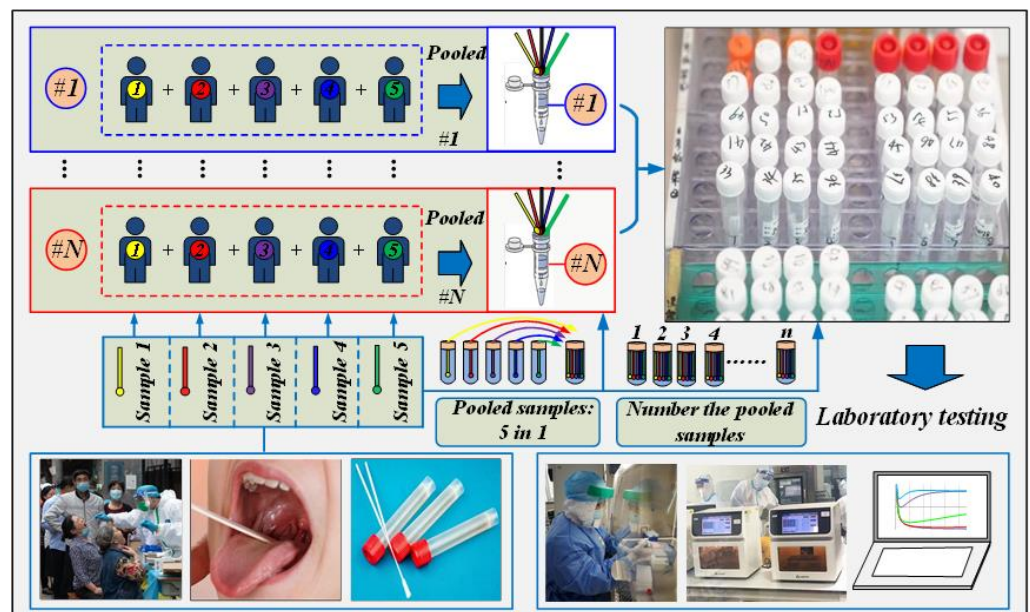 #1
1 + 2 + 3 + 4 + 5
Pooled
#1
#1
#N
1 + 2 + 3 + 4 + 5
Pooled
#N
#N
Sample 1
Sample 2
Sample 3
Sample 4
Sample 5
1 2 3 4 ...... n
Pooled samples:
5 in 1
Number the pooled
samples
Laboratory testing